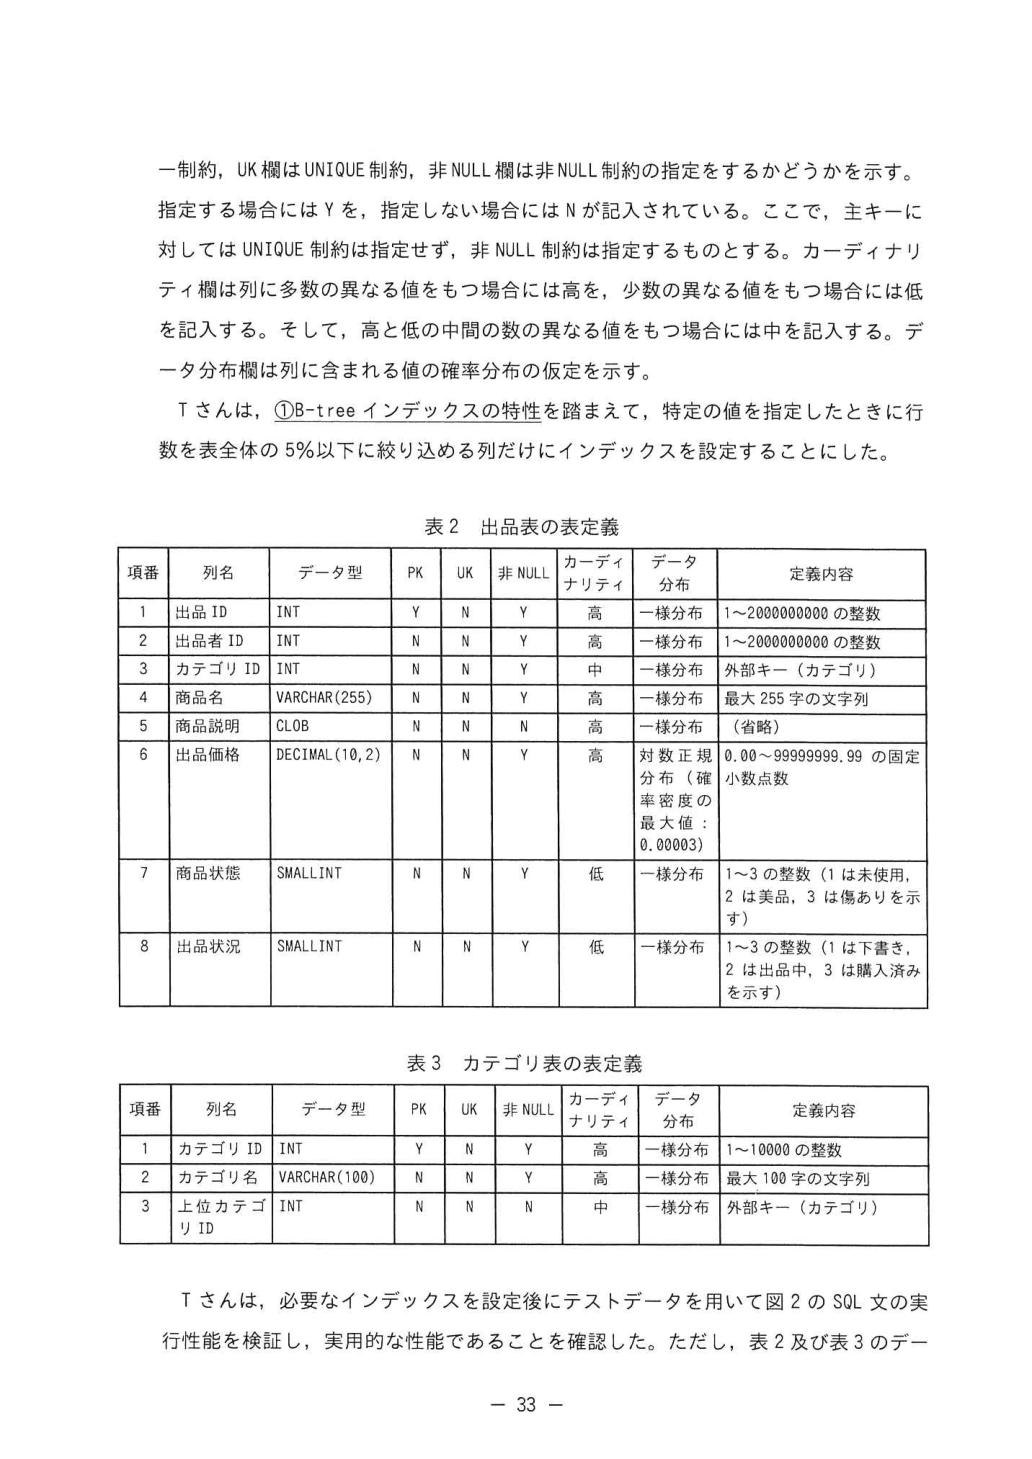 ー制約，UK欄はUNIQUE制約，非NULL欄は非NULL制約の指定をするかどうかを示す。
指定する場合にはYを，指定しない場合にはNが記入されている。ここで，主キーに
対してはUNIQUE制約は指定せず，非NULL制約は指定するものとする。カーディナリ
ティ欄は列に多数の異なる値をもつ場合には高を，少数の異なる値をもつ場合には低
を記入する。そして，高と低の中間の数の異なる値をもつ場合には中を記入する。デ
ータ分布欄は列に含まれる値の確率分布の仮定を示す。
Tさんは，①B-treeインデックスの特性を踏まえて，特定の値を指定したときに行
数を表全体の5%以下に絞り込める列だけにインデックスを設定することにした。
表2 出品表の表定義
項番 列名 データ型 PK UK 非NULL カーディナリティ データ分布 定義内容
1 出品ID INT Y N Y 高 一様分布 1～2000000000の整数
2 出品者ID INT N N Y 高 一様分布 1～2000000000の整数
3 カテゴリID INT N N Y 中 一様分布 外部キー（カテゴリ）
4 商品名 VARCHAR(255) N N Y 高 一様分布 最大255字の文字列
5 商品説明 CLOB N N N 高 一様分布 （省略）
6 出品価格 DECIMAL(10,2) N N Y 高 対数正規分布（確率密度の最大値：0.00003） 0.00～99999999.99の固定小数点数
7 商品状態 SMALLINT N N Y 低 一様分布 1～3の整数（1は未使用，2は美品，3は傷ありを示す）
8 出品状況 SMALLINT N N Y 低 一様分布 1～3の整数（1は下書き，2は出品中，3は購入済みを示す）
表3 カテゴリ表の表定義
項番 列名 データ型 PK UK 非NULL カーディナリティ データ分布 定義内容
1 カテゴリID INT Y N Y 高 一様分布 1～10000の整数
2 カテゴリ名 VARCHAR(100) N N Y 高 一様分布 最大100字の文字列
3 上位カテゴリID INT N N N 中 一様分布 外部キー（カテゴリ）
Tさんは，必要なインデックスを設定後にテストデータを用いて図2のSQL文の実
行性能を検証し，実用的な性能であることを確認した。ただし，表2及び表3のデー
－ 33 －